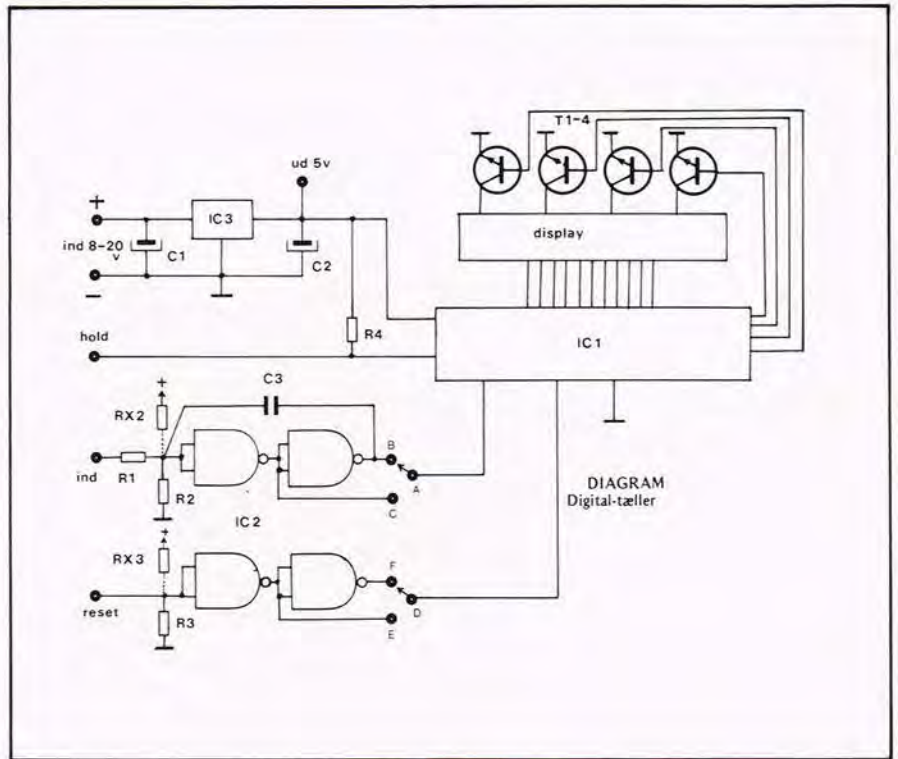 T1-4
ud 5v
+
IC3
ind 8-20
v
C1
C2
display
−
hold
R4
IC1
C3
+
RX2
B
ind
R1
A
R2
C
DIAGRAM
Digital-tæller
IC2
+
RX3
F
reset
D
R3
E